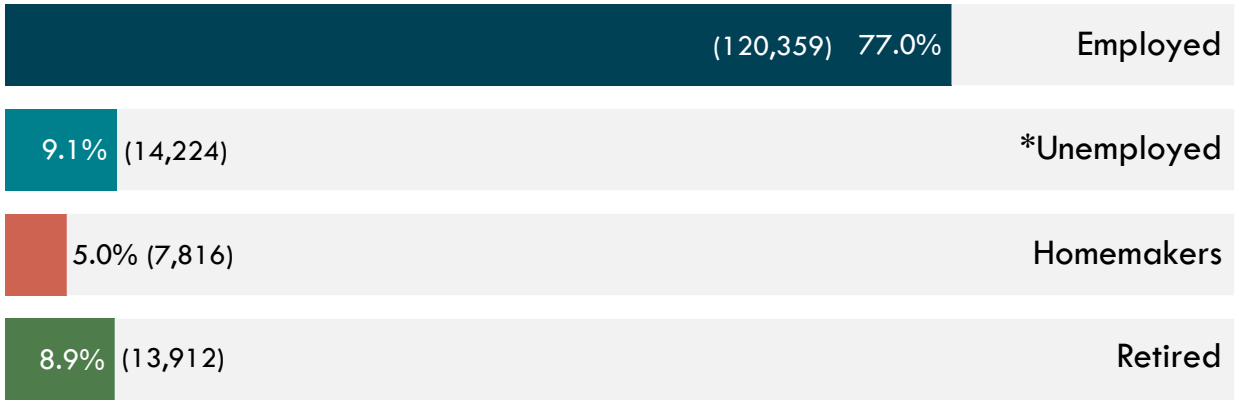 (120,359) 77.0% Employed
9.1% (14,224) *Unemployed
5.0% (7,816) Homemakers
8.9% (13,912) Retired